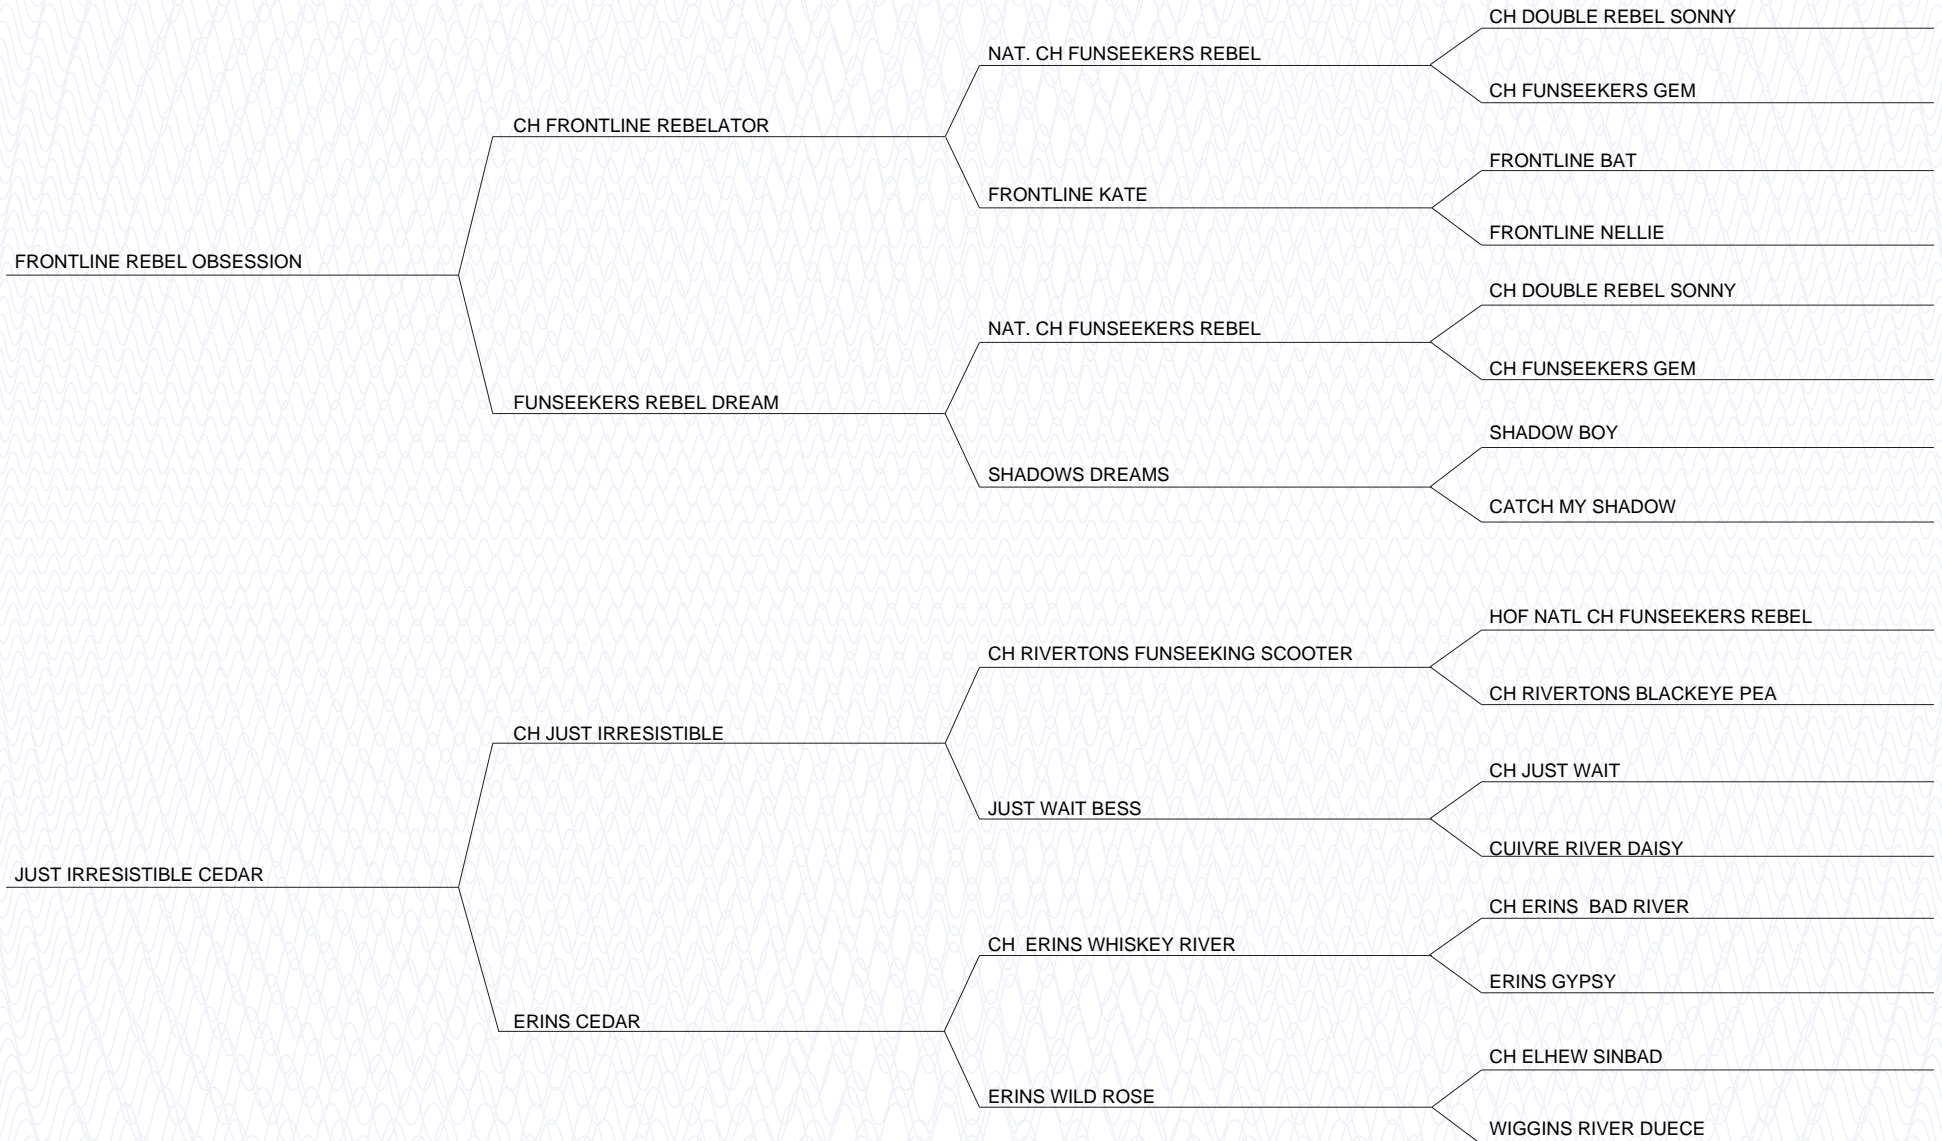 CH DOUBLE REBEL SONNY
NAT. CH FUNSEEKERS REBEL
CH FUNSEEKERS GEM
CH FRONTLINE REBELATOR
FRONTLINE BAT
FRONTLINE KATE
FRONTLINE NELLIE
FRONTLINE REBEL OBSESSION
CH DOUBLE REBEL SONNY
NAT. CH FUNSEEKERS REBEL
CH FUNSEEKERS GEM
FUNSEEKERS REBEL DREAM
SHADOW BOY
SHADOWS DREAMS
CATCH MY SHADOW
HOF NATL CH FUNSEEKERS REBEL
CH RIVERTONS FUNSEEKING SCOOTER
CH RIVERTONS BLACKEYE PEA
CH JUST IRRESISTIBLE
CH JUST WAIT
JUST WAIT BESS
CUIVRE RIVER DAISY
JUST IRRESISTIBLE CEDAR
CH ERINS  BAD RIVER
CH  ERINS WHISKEY RIVER
ERINS GYPSY
ERINS CEDAR
CH ELHEW SINBAD
ERINS WILD ROSE
WIGGINS RIVER DUECE